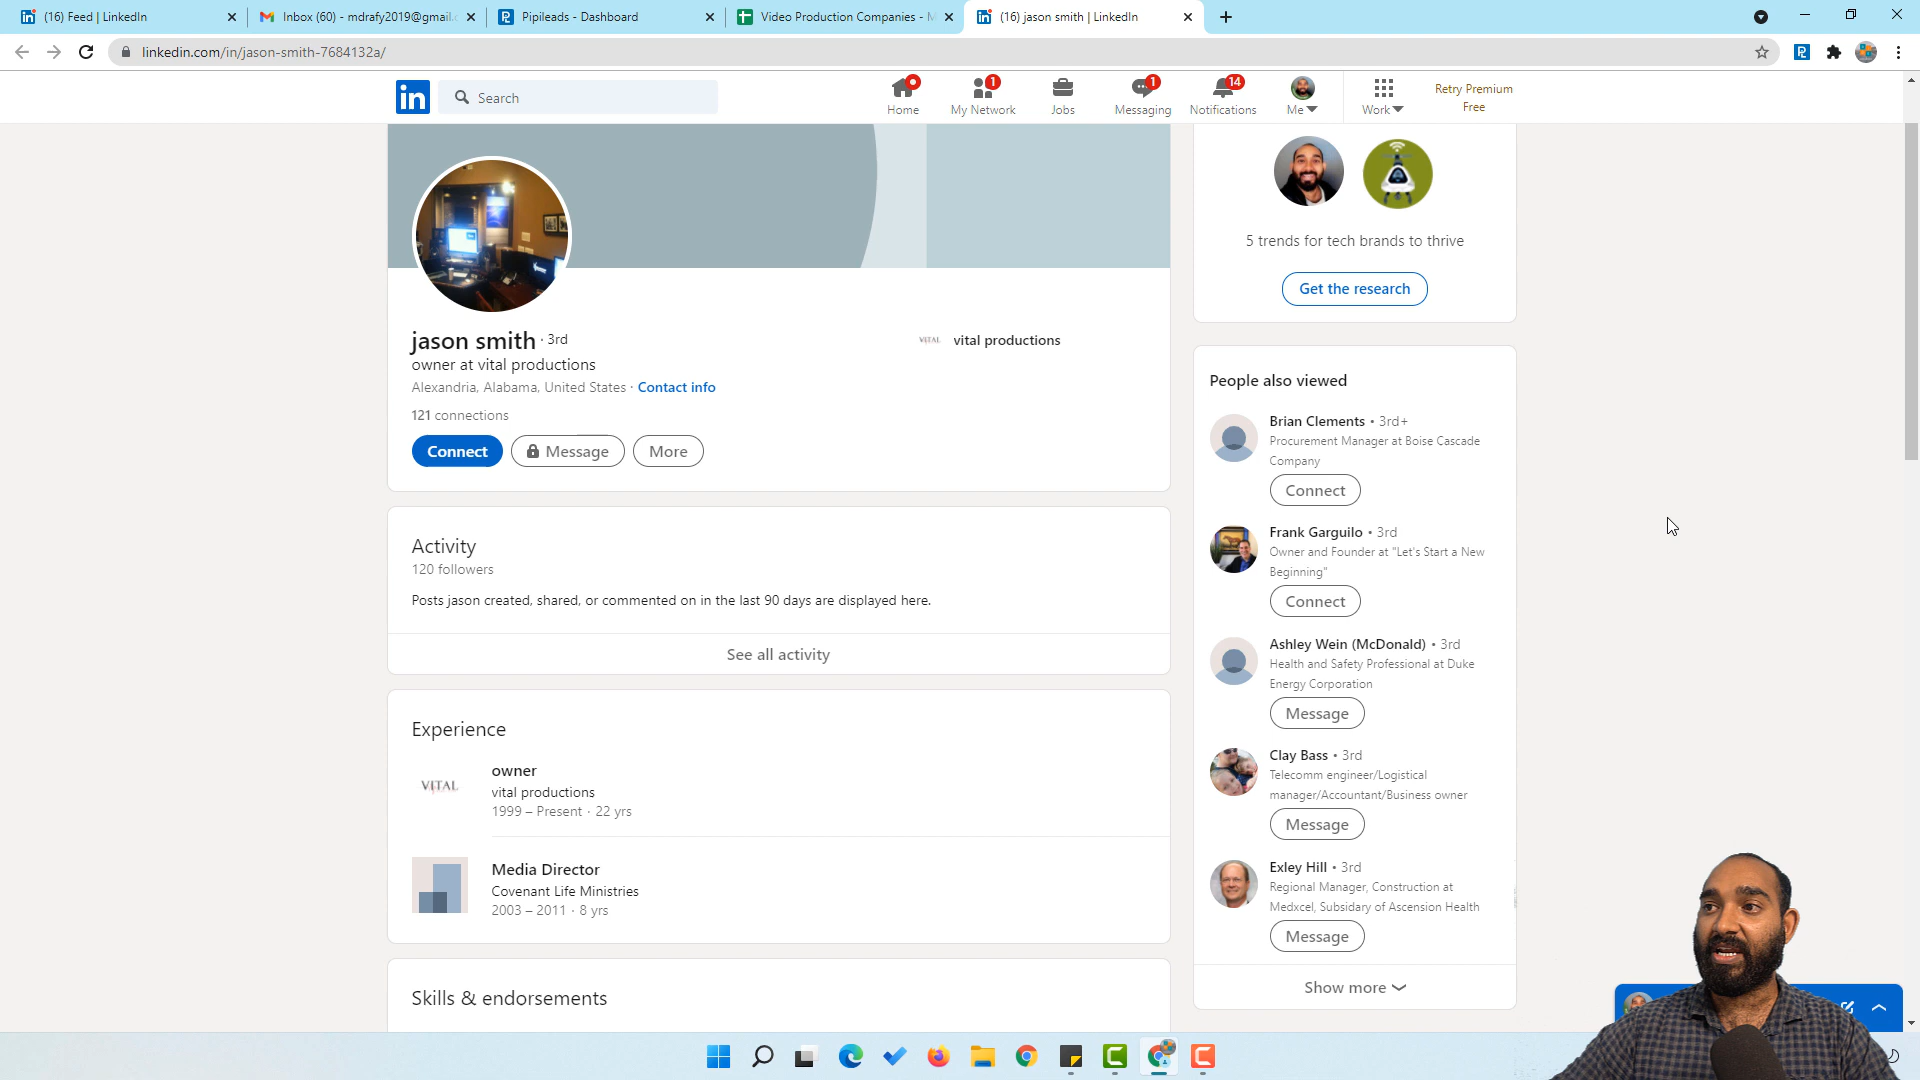 (16) Feed | LinkedIn
Inbox (60) - mdrafy2019@gmail.
Pipileads - Dashboard
Video Production Companies -
(16) jason smith | LinkedIn
linkedin.com/in/jason-smith-7684132a/
in
Search
Home
1
My Network
Jobs
1
Messaging
14
Notifications
Me
Work
Retry Premium
Free
5 trends for tech brands to thrive
Get the research
jason smith · 3rd
owner at vital productions
Alexandria, Alabama, United States · Contact info
121 connections
VITAL vital productions
Connect
Message
More
Activity
120 followers
Posts jason created, shared, or commented on in the last 90 days are displayed here.
See all activity
Experience
VITAL
owner
vital productions
1999 – Present · 22 yrs
Media Director
Covenant Life Ministries
2003 – 2011 · 8 yrs
Skills & endorsements
People also viewed
Brian Clements • 3rd+
Procurement Manager at Boise Cascade
Company
Connect
Frank Garguilo • 3rd
Owner and Founder at "Let's Start a New
Beginning"
Connect
Ashley Wein (McDonald) • 3rd
Health and Safety Professional at Duke
Energy Corporation
Message
Clay Bass • 3rd
Telecomm engineer/Logistical
manager/Accountant/Business owner
Message
Exley Hill • 3rd
Regional Manager, Construction at
Medxcel, Subsidary of Ascension Health
Message
Show more